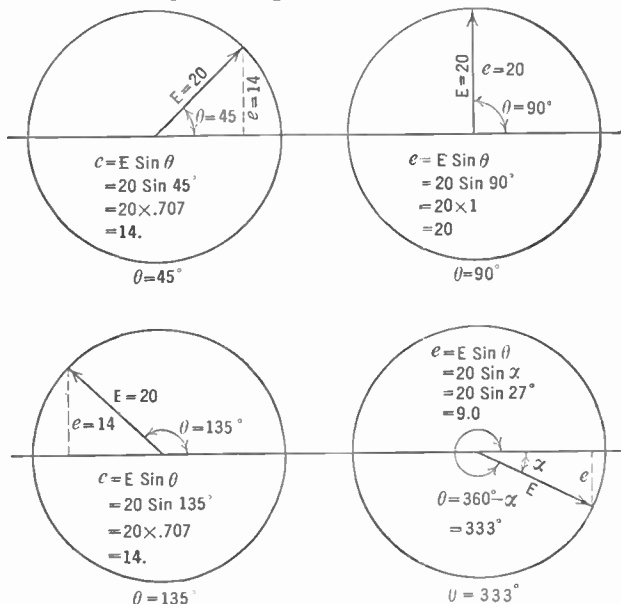 E=20
e=14
θ=45
c=E Sin θ
=20 Sin 45°
=20×.707
=14.
θ=45°
E=20
e=20
θ=90°
e=E Sin θ
=20 Sin 90°
=20×1
=20
θ=90°
E=20
e=14
θ=135°
c=E Sin θ
=20 Sin 135°
=20×.707
=14.
θ=135°
e=E Sin θ
=20 Sin α
=20 Sin 27°
=9.0
α
E
e
θ=360°-α
=333°
υ=333°